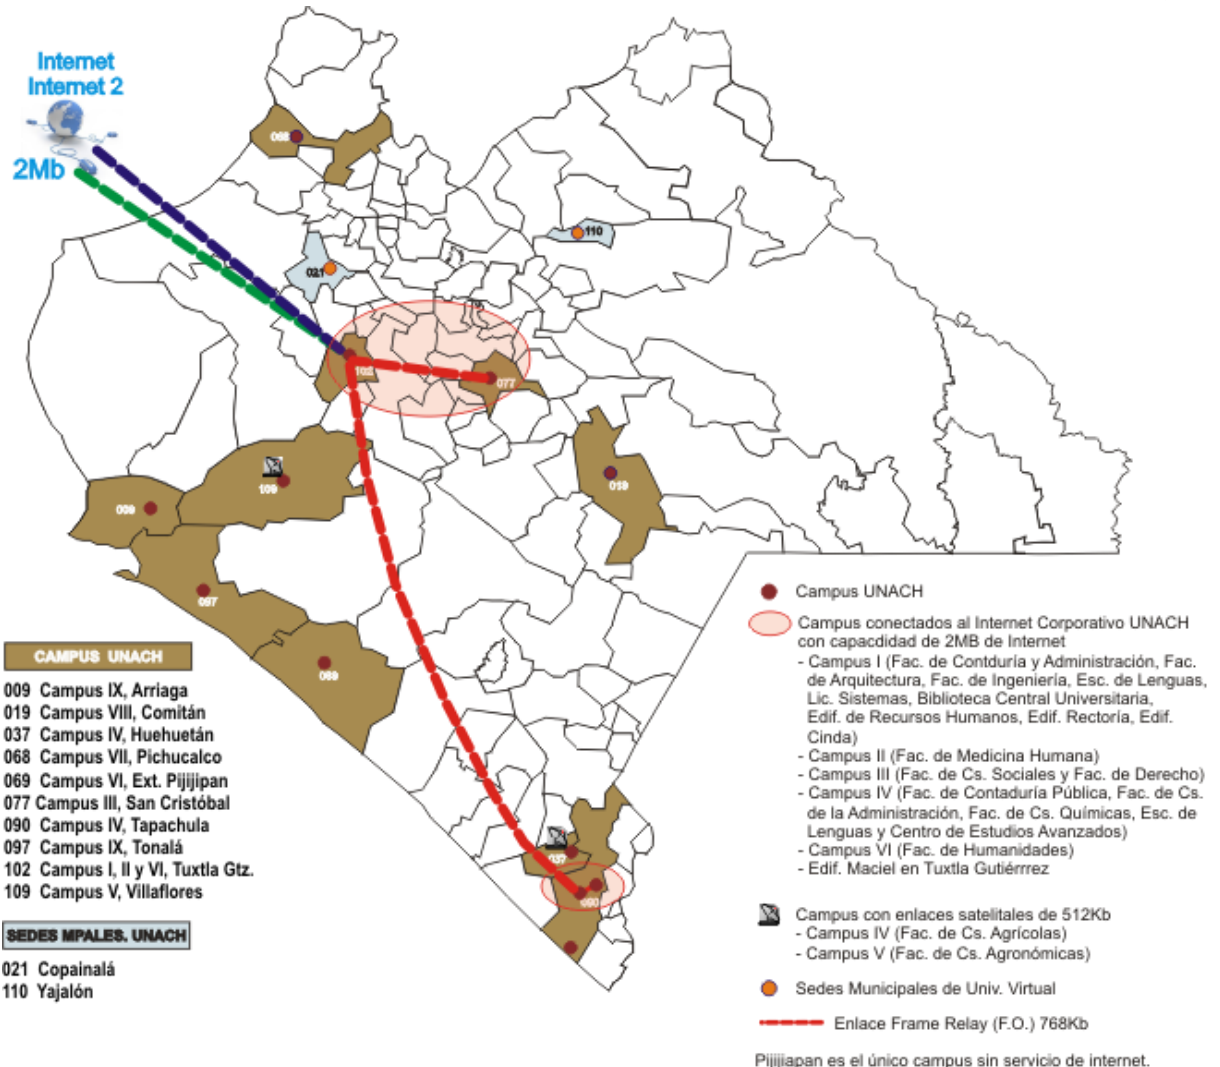 Internet
Internet 2
2Mb
068
110
021
102
077
109
019
009
097
069
037
090
CAMPUS UNACH
009 Campus IX, Arriaga
019 Campus VIII, Comitán
037 Campus IV, Huehuetán
068 Campus VII, Pichucalco
069 Campus VI, Ext. Pijijipan
077 Campus III, San Cristóbal
090 Campus IV, Tapachula
097 Campus IX, Tonalá
102 Campus I, II y VI, Tuxtla Gtz.
109 Campus V, Villaflores
SEDES MPALES. UNACH
021 Copainalá
110 Yajalón
Campus UNACH
Campus conectados al Internet Corporativo UNACH
con capacdidad de 2MB de Internet
- Campus I (Fac. de Contduría y Administración, Fac.
de Arquitectura, Fac. de Ingeniería, Esc. de Lenguas,
Lic. Sistemas, Biblioteca Central Universitaria,
Edif. de Recursos Humanos, Edif. Rectoría, Edif.
Cinda)
- Campus II (Fac. de Medicina Humana)
- Campus III (Fac. de Cs. Sociales y Fac. de Derecho)
- Campus IV (Fac. de Contaduría Pública, Fac. de Cs.
de la Administración, Fac. de Cs. Químicas, Esc. de
Lenguas y Centro de Estudios Avanzados)
- Campus VI (Fac. de Humanidades)
- Edif. Maciel en Tuxtla Gutiérrrez
Campus con enlaces satelitales de 512Kb
- Campus IV (Fac. de Cs. Agrícolas)
- Campus V (Fac. de Cs. Agronómicas)
Sedes Municipales de Univ. Virtual
Enlace Frame Relay (F.O.) 768Kb
Pijijiapan es el único campus sin servicio de internet.